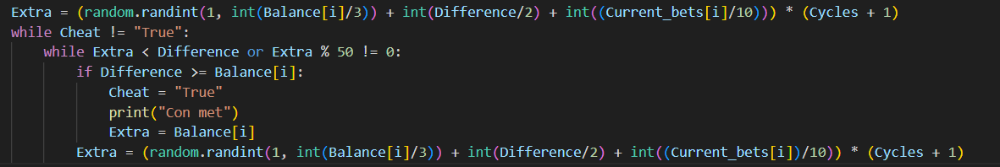 Extra = (random.randint(1, int(Balance[i]/3)) + int(Difference/2) + int((Current_bets[i]/10))) * (Cycles + 1)
while Cheat != "True":
    while Extra < Difference or Extra % 50 != 0:
        if Difference >= Balance[i]:
            Cheat = "True"
            print("Con met")
            Extra = Balance[i]
        Extra = (random.randint(1, int(Balance[i]/3)) + int(Difference/2) + int((Current_bets[i])/10)) * (Cycles + 1)